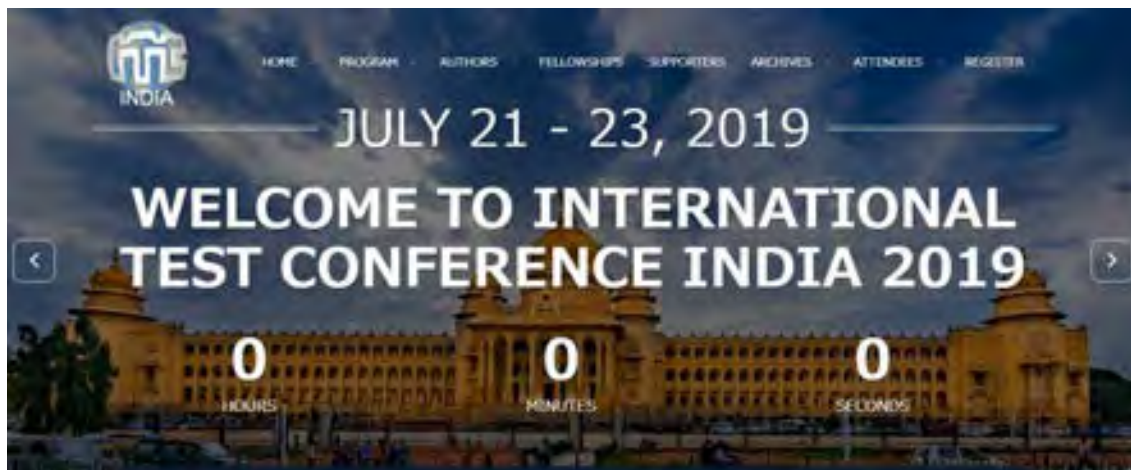 INDIA
HOME PROGRAM AUTHORS FELLOWSHIPS SUPPORTERS ARCHIVES ATTENDEES REGISTER
JULY 21 - 23, 2019
WELCOME TO INTERNATIONAL
TEST CONFERENCE INDIA 2019
0 0 0
HOURS MINUTES SECONDS